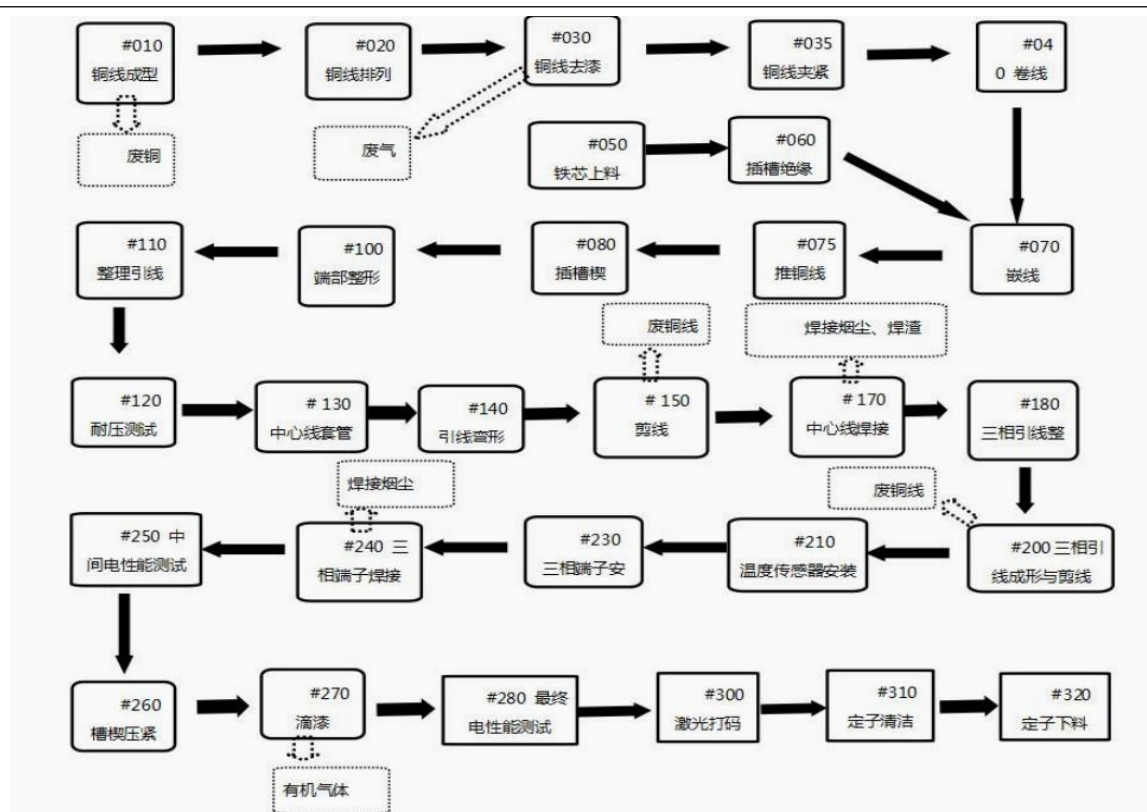 #010
铜线成型
#020
铜线排列
#030
铜线去漆
#035
铜线夹紧
#04
0 卷线
废铜
废气
#050
铁芯上料
#060
插槽绝缘
#110
整理引线
#100
端部整形
#080
插槽楔
#075
推铜线
#070
嵌线
废铜线
焊接烟尘、焊渣
#120
耐压测试
# 130
中心线套管
#140
引线弯形
# 150
剪线
# 170
中心线焊接
#180
三相引线整
焊接烟尘
废铜线
#250 中
间电性能测试
#240 三
相端子焊接
#230
三相端子安
#210
温度传感器安装
#200 三相引
线成形与剪线
#260
槽楔压紧
#270
滴漆
#280 最终
电性能测试
#300
激光打码
#310
定子清洁
#320
定子下料
有机气体